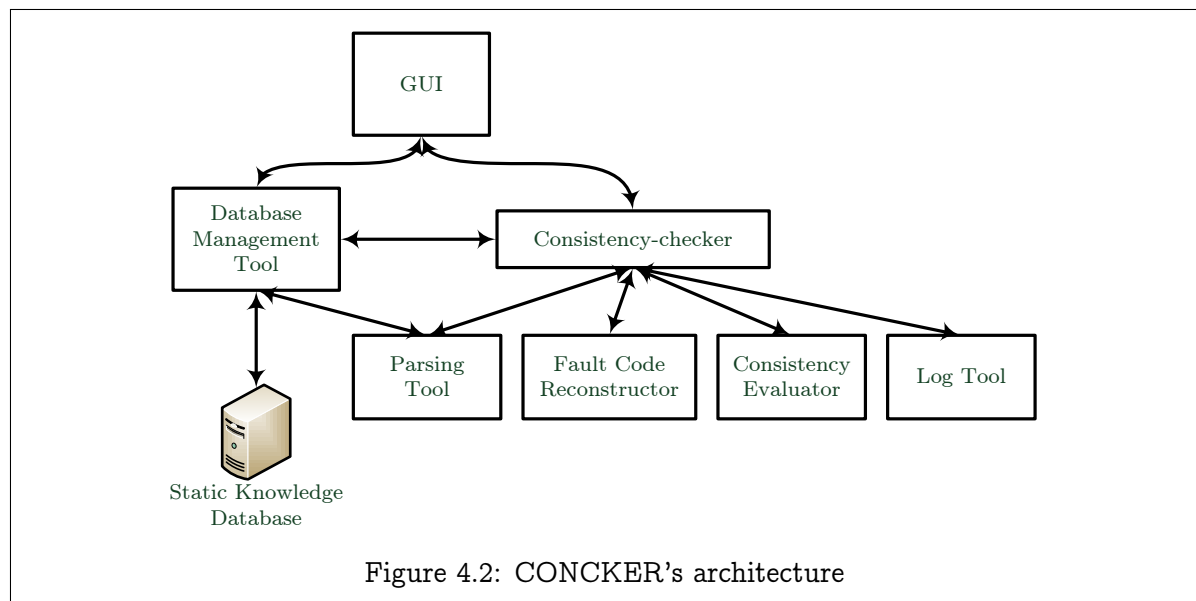 GUI
Database
Management
Tool
Consistency-checker
Parsing
Tool
Fault Code
Reconstructor
Consistency
Evaluator
Log Tool
Static Knowledge
Database
Figure 4.2: CONCKER's architecture